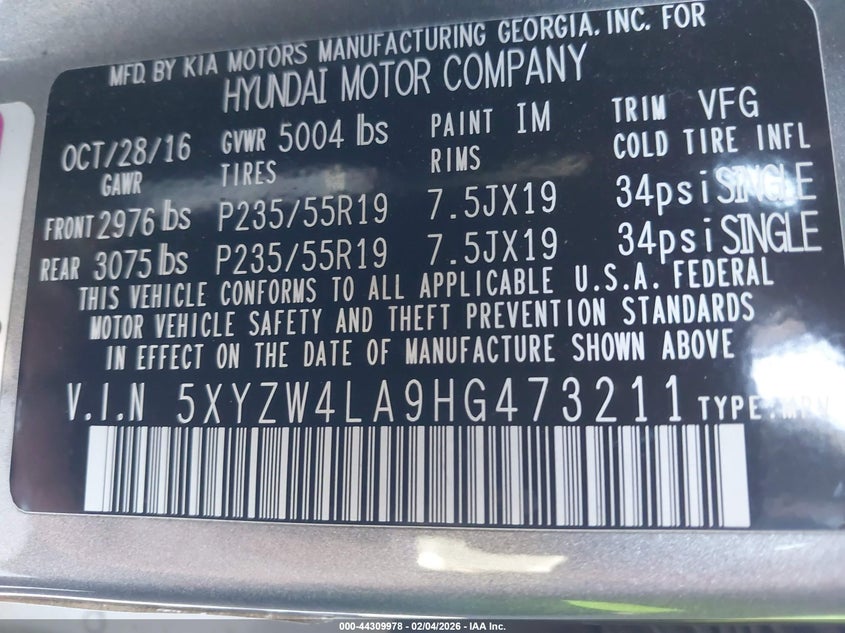 MFD. BY KIA MOTORS MANUFACTURING GEORGIA, INC. FOR
HYUNDAI MOTOR COMPANY
OCT/28/16 GVWR 5004 lbs PAINT IM TRIM VFG
GAWR TIRES RIMS COLD TIRE INFL
FRONT 2976 lbs P235/55R19 7.5JX19 34psi SINGLE
REAR 3075 lbs P235/55R19 7.5JX19 34psi SINGLE
THIS VEHICLE CONFORMS TO ALL APPLICABLE U.S.A. FEDERAL
MOTOR VEHICLE SAFETY AND THEFT PREVENTION STANDARDS
IN EFFECT ON THE DATE OF MANUFACTURE SHOWN ABOVE
V.I.N 5XYZW4LA9HG473211 TYPE:MPV
000-44309978 - 02/04/2026 - IAA Inc.